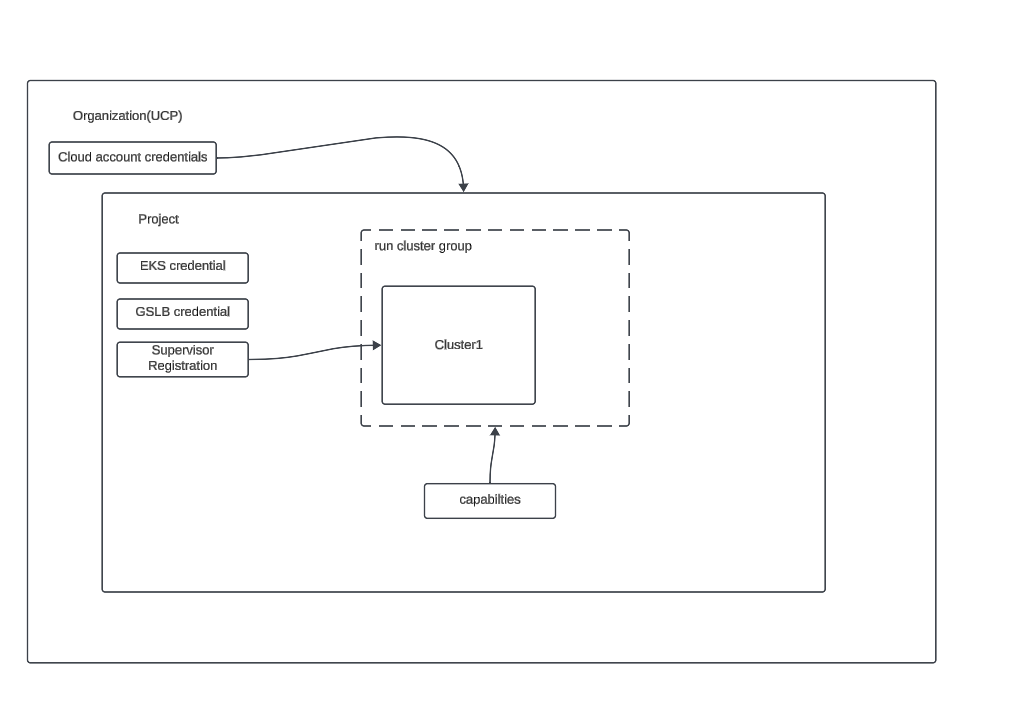 Organization(UCP)
Cloud account credentials
Project
run cluster group
EKS credential
GSLB credential
Supervisor
Registration
Cluster1
capabilties